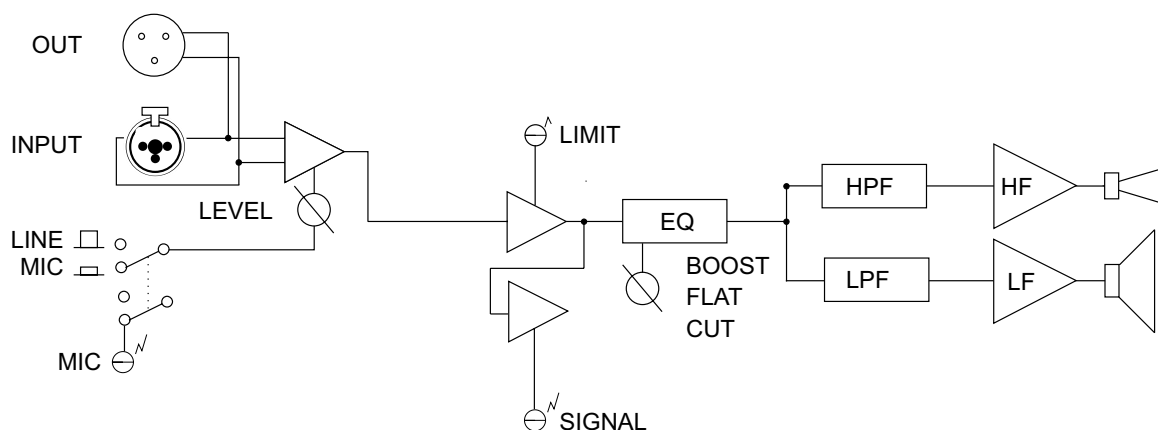 OUT
INPUT
LEVEL
LINE
MIC
MIC
LIMIT
SIGNAL
EQ
BOOST
FLAT
CUT
HPF
HF
LPF
LF